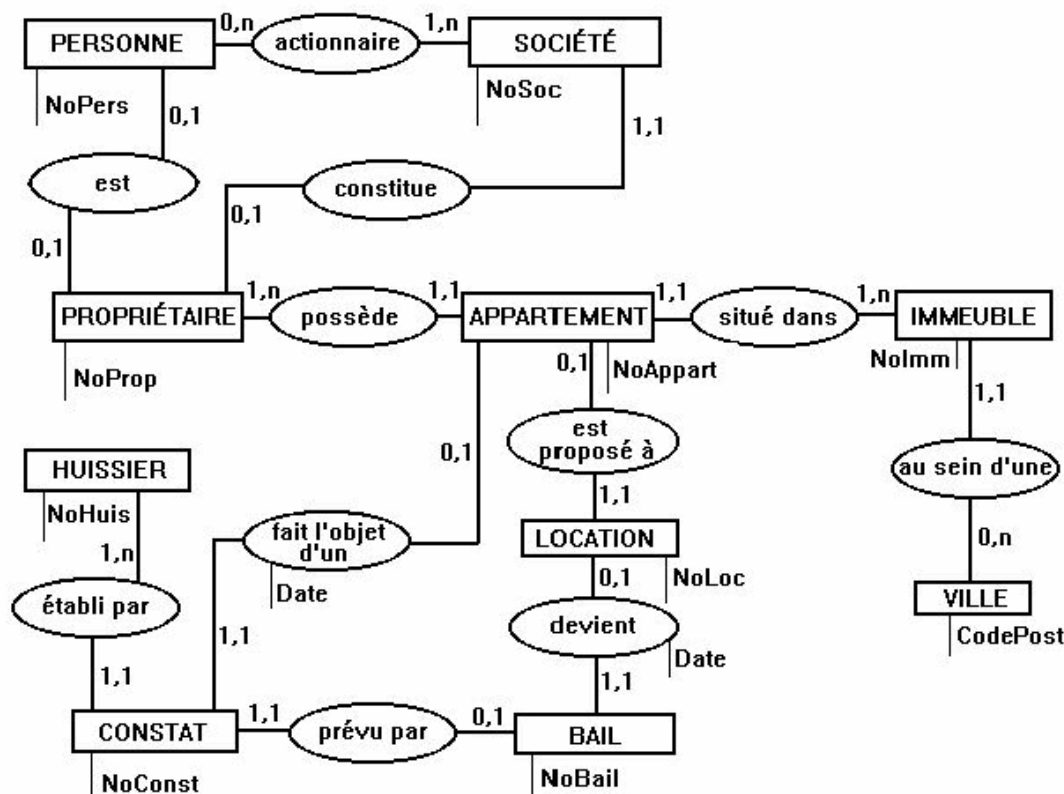 0,n
1,n
PERSONNE
actionnaire
SOCIÉTÉ
NoPers
NoSoc
0,1
1,1
est
constitue
0,1
0,1
1,n
1,1
1,1
1,n
PROPRIÉTAIRE
possède
APPARTEMENT
situé dans
IMMEUBLE
NoProp
0,1
NoAppart
NoImm
1,1
est
proposé à
0,1
HUISSIER
au sein d'une
NoHuis
1,n
1,1
fait l'objet
d'un
LOCATION
0,n
Date
0,1
NoLoc
établi par
VILLE
devient
1,1
CodePost
Date
1,1
1,1
1,1
0,1
CONSTAT
prévu par
BAIL
NoConst
NoBail